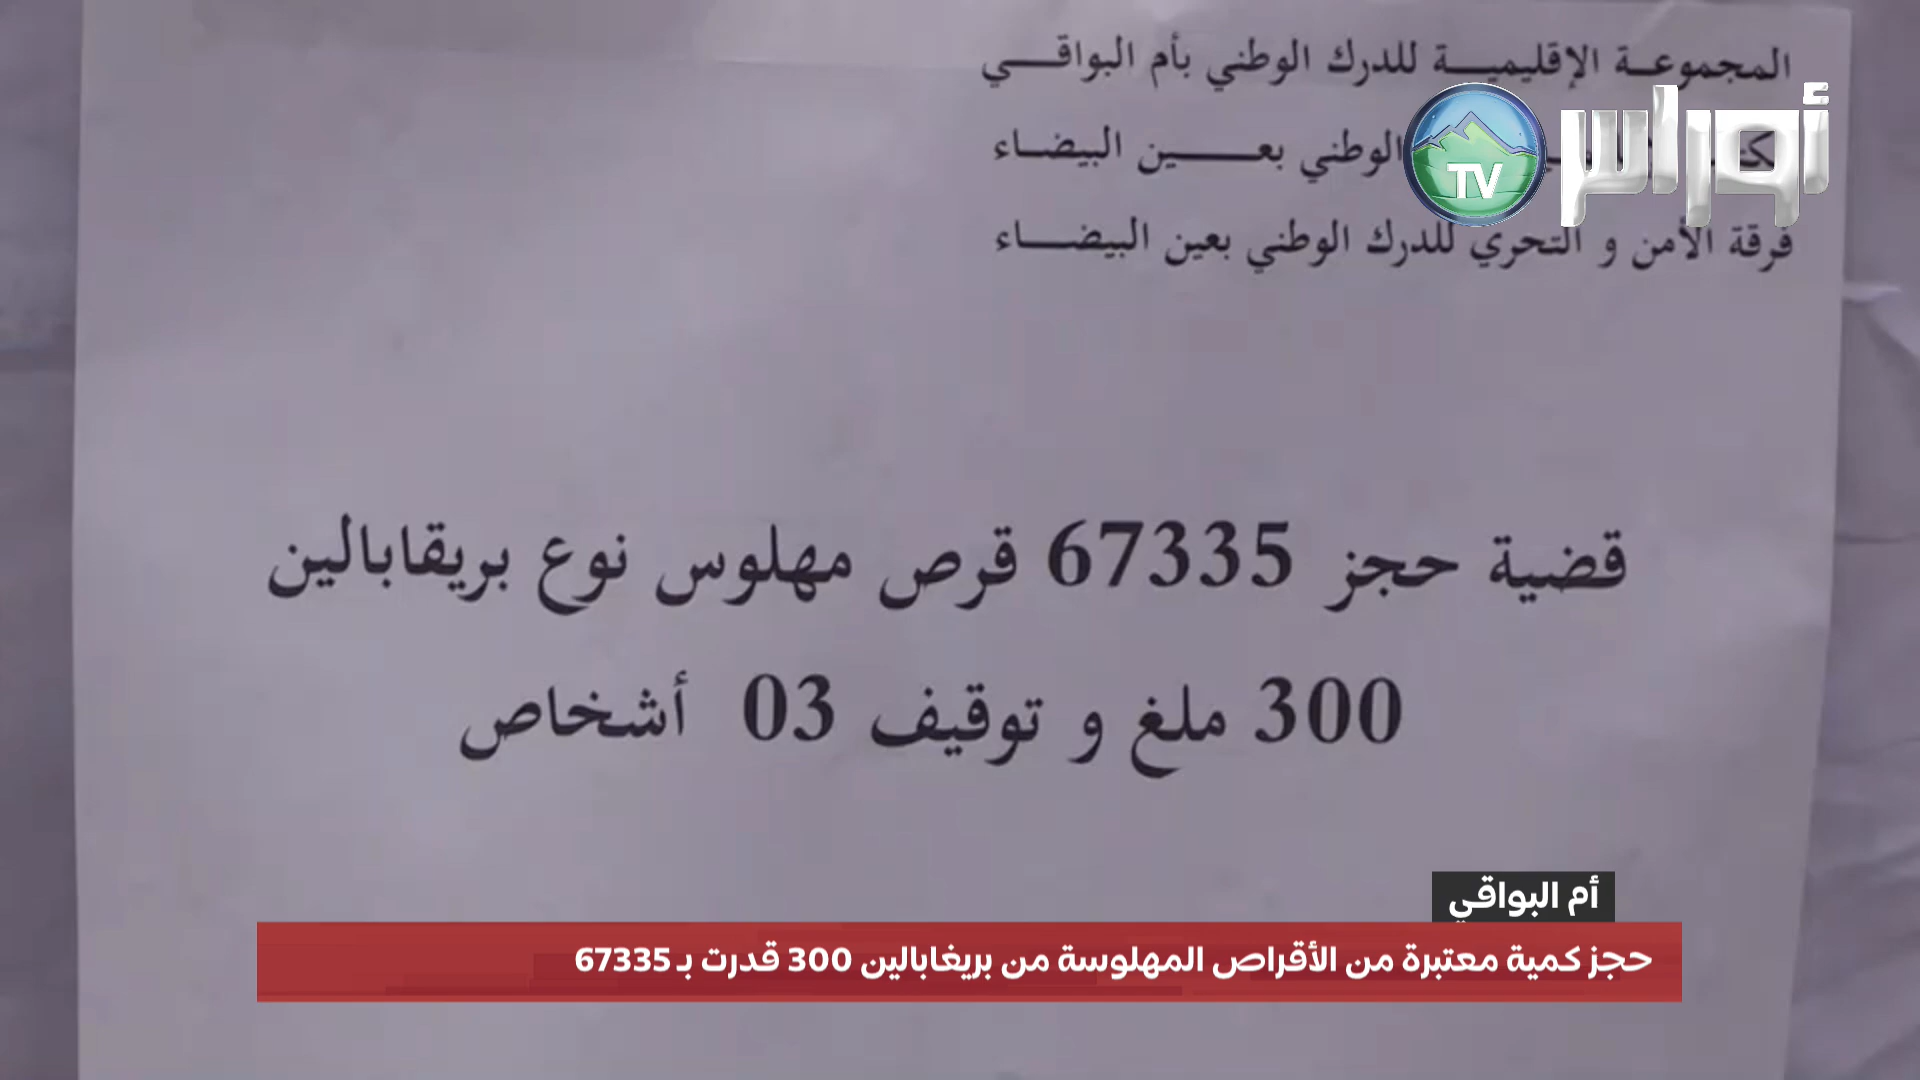 المجموعة الإقليمية للدرك الوطني بأم البواقي
الوطني بعين البيضاء
فرقة الأمن و التحري للدرك الوطني بعين البيضاء
أوراس
TV
قضية حجز 67335 قرص مهلوس نوع بريقابالين
300 ملغ و توقيف 03 أشخاص
أم البواقي
حجز كمية معتبرة من الأقراص المهلوسة من بريغابالين 300 قدرت بـ 67335